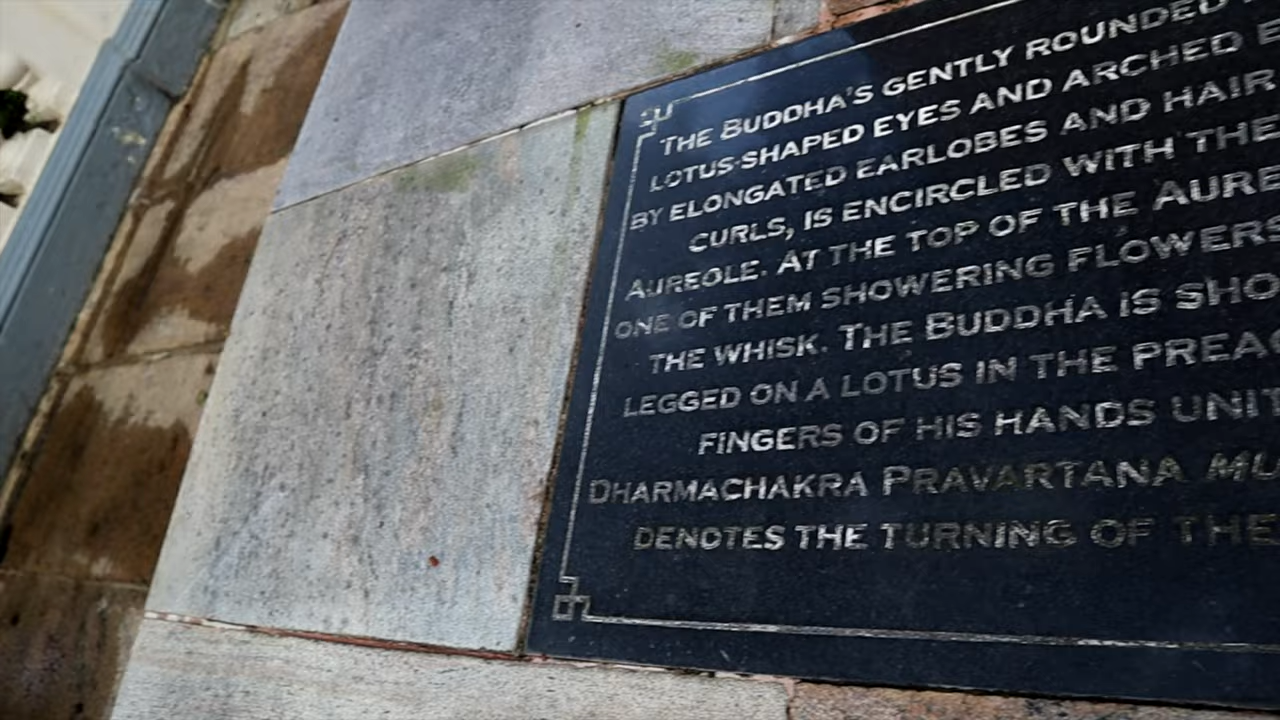 THE BUDDHA'S GENTLY ROUNDED
LOTUS-SHAPED EYES AND ARCHED
BY ELONGATED EARLOBES AND HAIR
CURLS, IS ENCIRCLED WITH THE
AUREOLE. AT THE TOP OF THE AURE
ONE OF THEM SHOWERING FLOWERS
THE WHISK. THE BUDDHA IS SHO
LEGGED ON A LOTUS IN THE PREAC
FINGERS OF HIS HANDS UNIT
DHARMACHAKRA PRAVARTANA MU
DENOTES THE TURNING OF THE